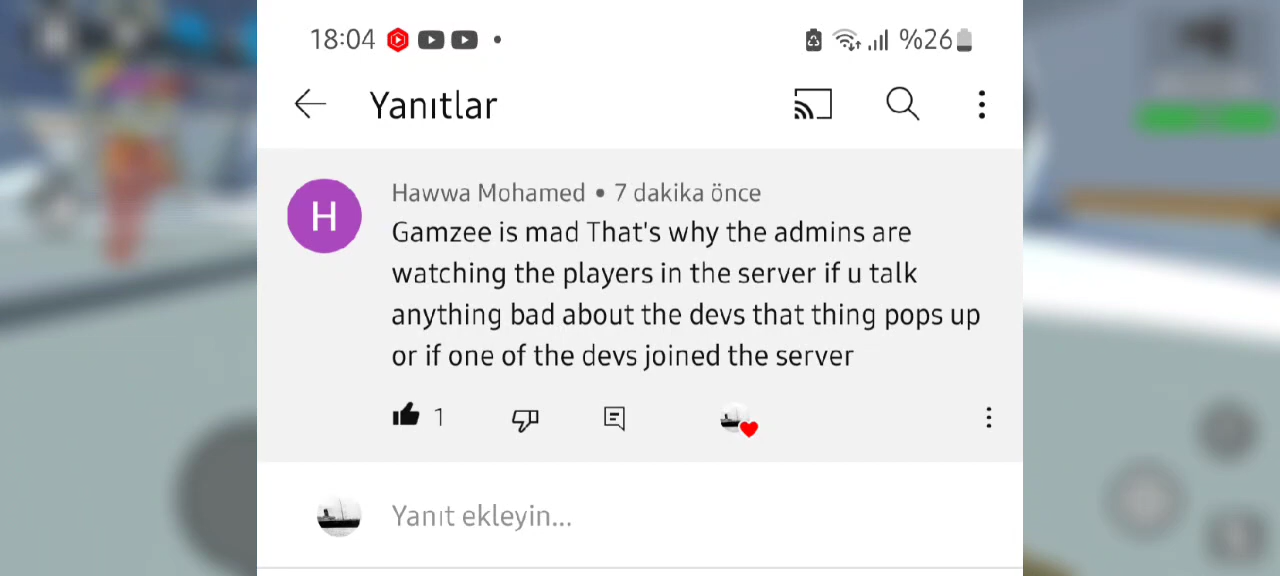 18:04 %26
Yanıtlar
H
Hawwa Mohamed • 7 dakika önce
Gamzee is mad That's why the admins are
watching the players in the server if u talk
anything bad about the devs that thing pops up
or if one of the devs joined the server
1
Yanıt ekleyin...